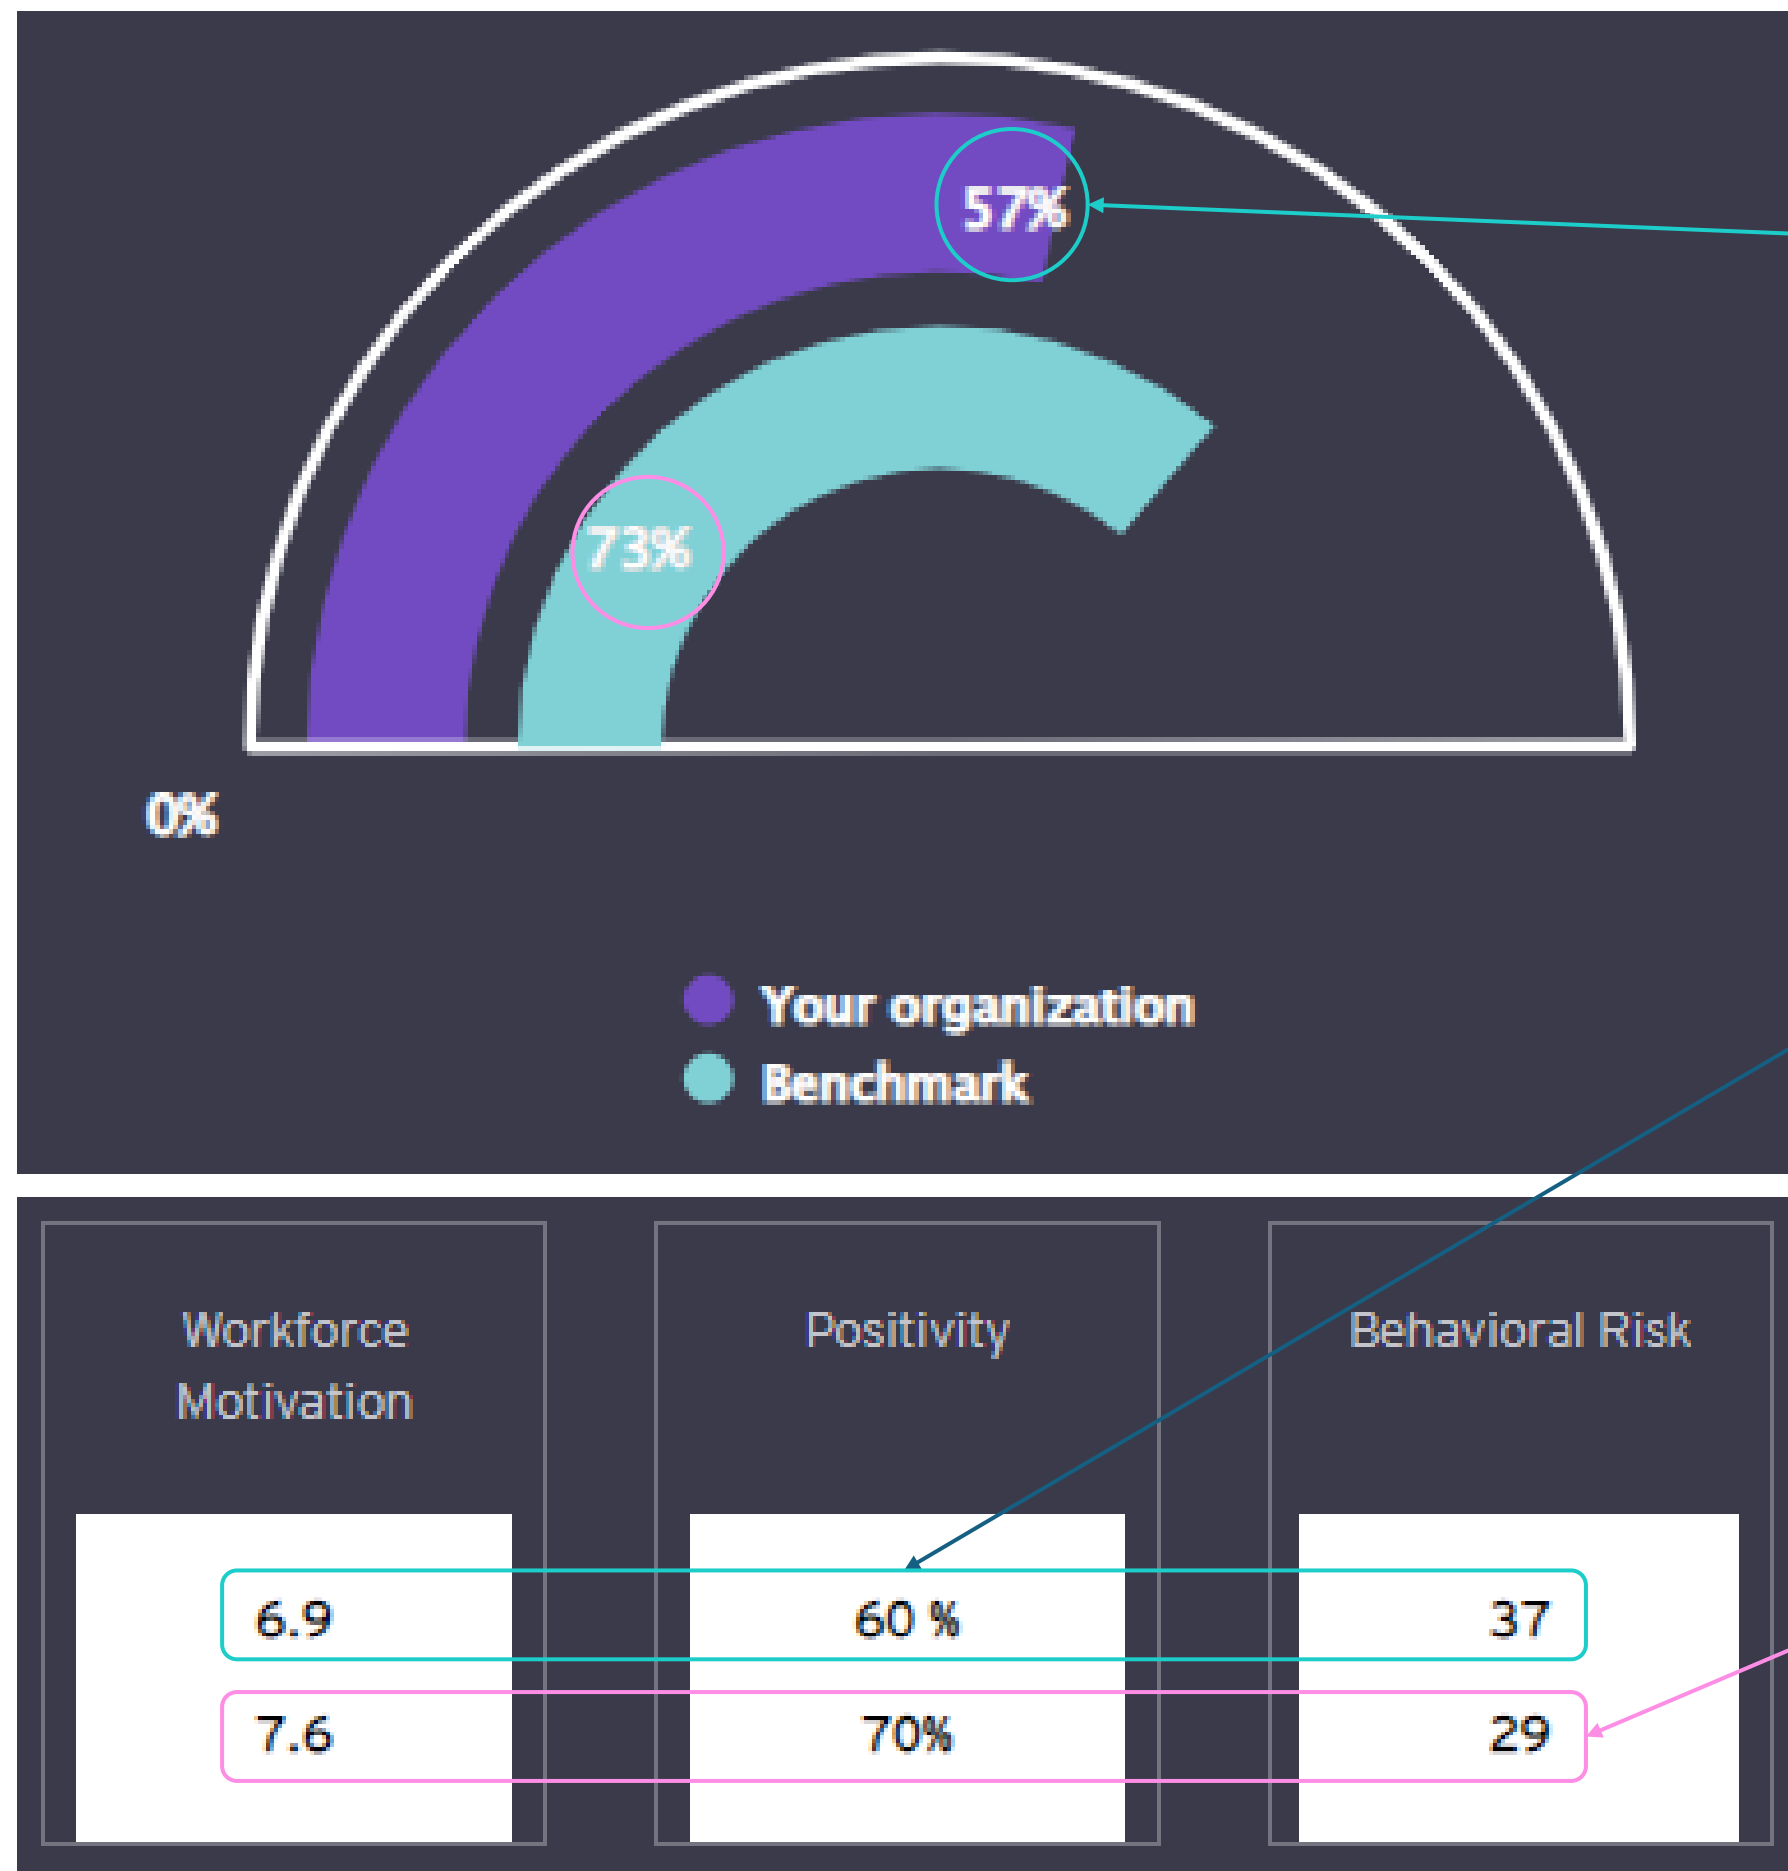 57%
73%
0%
Your organization
Benchmark
Workforce
Motivation
Positivity
Behavioral Risk
6.9
60 %
37
7.6
70%
29